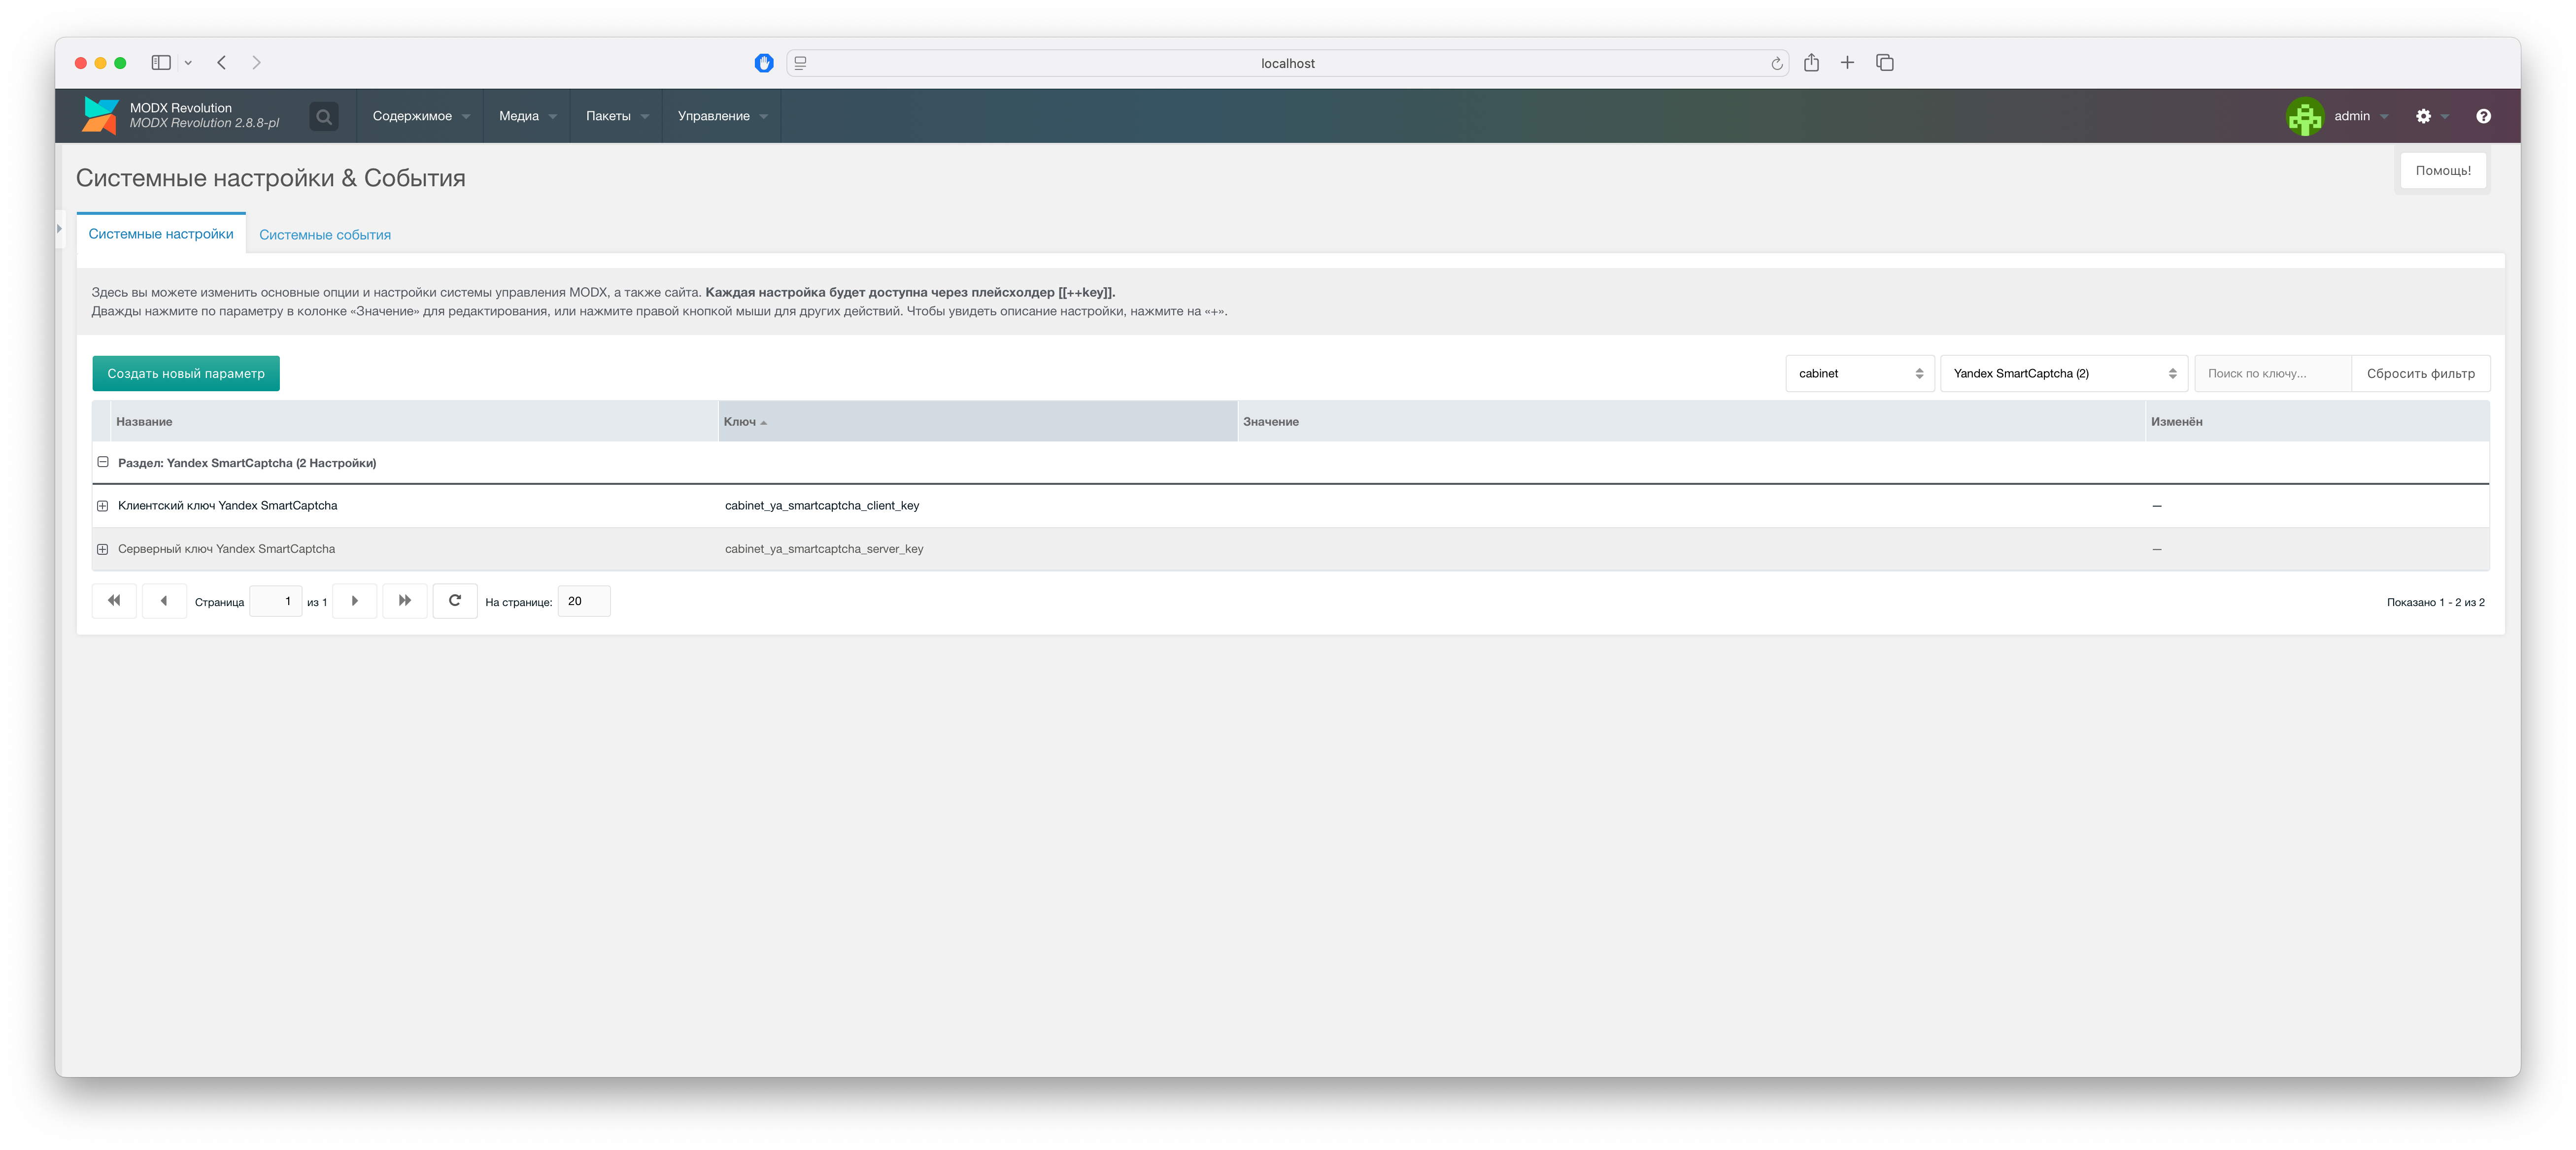 localhost
MODX Revolution
MODX Revolution 2.8.8-pl
Содержимое
Медиа
Пакеты
Управление
admin
Системные настройки & События
Помощь!
Системные настройки
Системные события
Здесь вы можете изменить основные опции и настройки системы управления MODX, а также сайта. Каждая настройка будет доступна через плейсхолдер [[++key]].
Дважды нажмите по параметру в колонке «Значение» для редактирования, или нажмите правой кнопкой мыши для других действий. Чтобы увидеть описание настройки, нажмите на «+».
Создать новый параметр
cabinet
Yandex SmartCaptcha (2)
Поиск по ключу...
Сбросить фильтр
Название
Ключ
Значение
Изменён
Раздел: Yandex SmartCaptcha (2 Настройки)
Клиентский ключ Yandex SmartCaptcha cabinet_ya_smartcaptcha_client_key —
Серверный ключ Yandex SmartCaptcha cabinet_ya_smartcaptcha_server_key —
Страница 1 из 1
На странице: 20
Показано 1 - 2 из 2